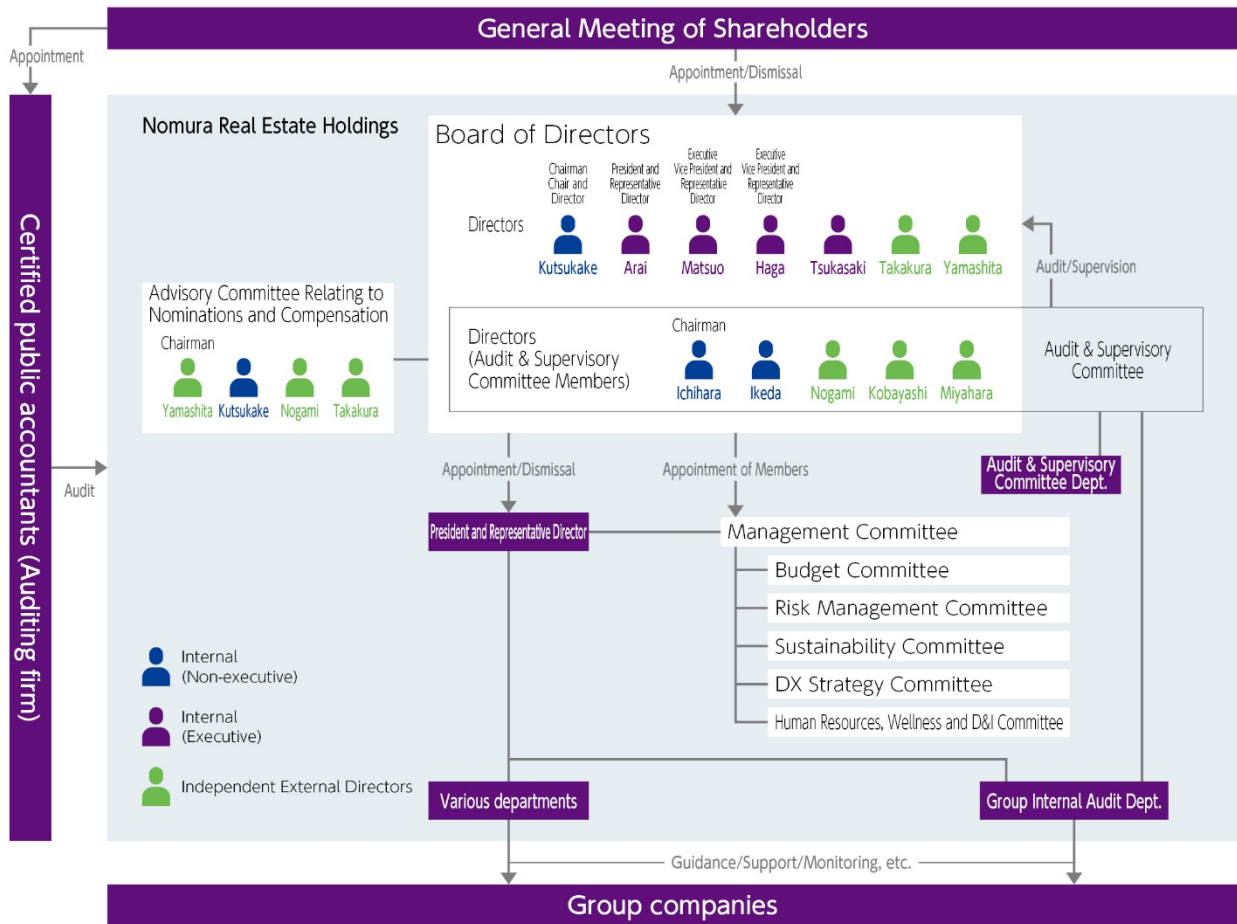 General Meeting of Shareholders
Appointment
Appointment/Dismissal
Certified public accountants (Auditing firm)
Audit
Nomura Real Estate Holdings
Board of Directors
Chairman
Chair and
Director
President and
Representative
Director
Executive
Vice President and
Representative
Director
Executive
Vice President and
Representative
Director
Directors
Kutsukake
Arai
Matsuo
Haga
Tsukasaki
Takakura
Yamashita
Audit/Supervision
Advisory Committee Relating to
Nominations and Compensation
Chairman
Yamashita
Kutsukake
Nogami
Takakura
Directors
(Audit & Supervisory
Committee Members)
Chairman
Ichihara
Ikeda
Nogami
Kobayashi
Miyahara
Audit & Supervisory
Committee
Appointment/Dismissal
Appointment of Members
Audit & Supervisory
Committee Dept.
President and Representative Director
Management Committee
Budget Committee
Risk Management Committee
Sustainability Committee
DX Strategy Committee
Human Resources, Wellness and D&I Committee
Internal
(Non-executive)
Internal
(Executive)
Independent External Directors
Various departments
Group Internal Audit Dept.
Guidance/Support/Monitoring, etc.
Group companies